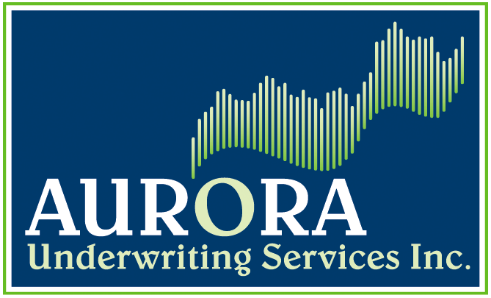 AURORA
Underwriting Services Inc.